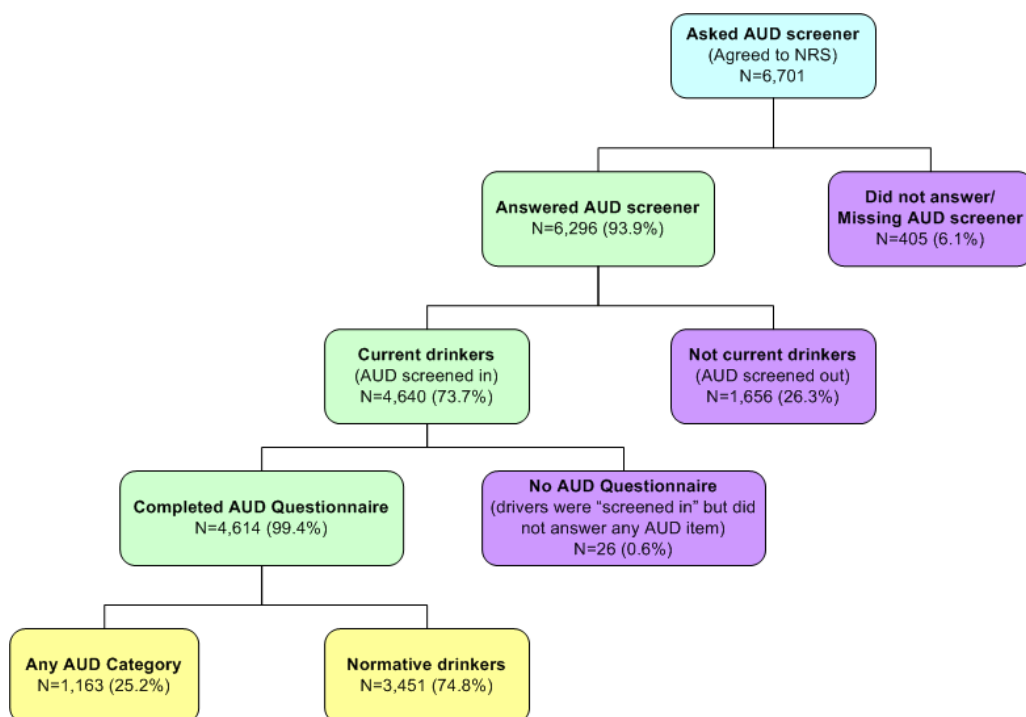 Asked AUD screener
(Agreed to NRS)
N=6,701
Answered AUD screener
N=6,296 (93.9%)
Did not answer/
Missing AUD screener
N=405 (6.1%)
Current drinkers
(AUD screened in)
N=4,640 (73.7%)
Not current drinkers
(AUD screened out)
N=1,656 (26.3%)
Completed AUD Questionnaire
N=4,614 (99.4%)
No AUD Questionnaire
(drivers were “screened in” but did
not answer any AUD item)
N=26 (0.6%)
Any AUD Category
N=1,163 (25.2%)
Normative drinkers
N=3,451 (74.8%)